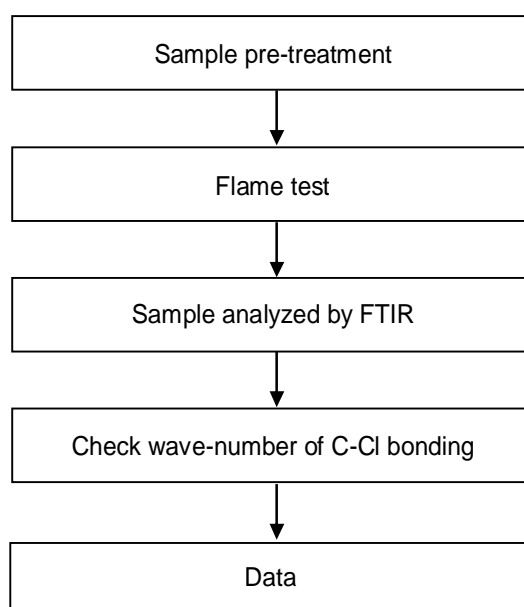 Sample pre-treatment
Flame test
Sample analyzed by FTIR
Check wave-number of C-Cl bonding
Data